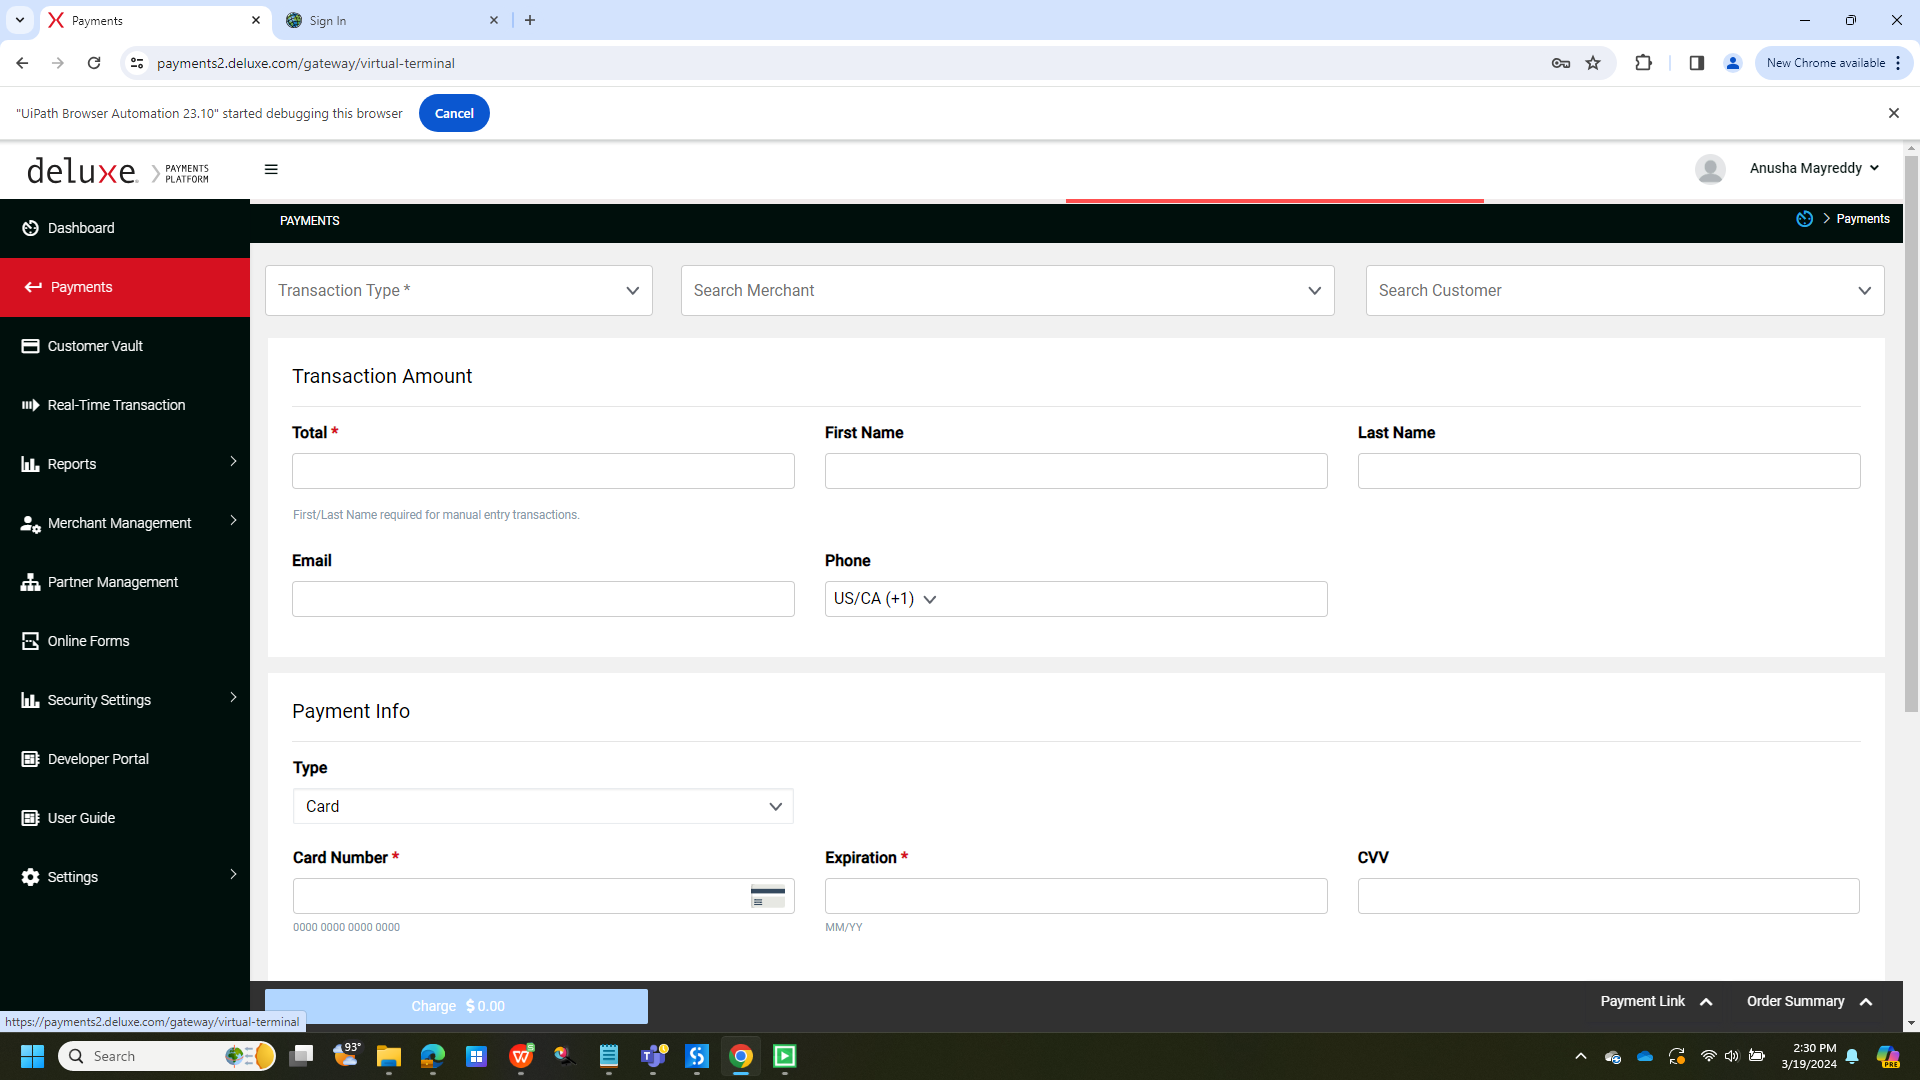 Payments
Sign In
payments2.deluxe.com/gateway/virtual-terminal
New Chrome available
"UiPath Browser Automation 23.10" started debugging this browser
Cancel
deluxe. PAYMENTS PLATFORM
Anusha Mayreddy
PAYMENTS
Payments
Dashboard
Payments
Customer Vault
Real-Time Transaction
Reports
Merchant Management
Partner Management
Online Forms
Security Settings
Developer Portal
User Guide
Settings
Transaction Type *
Search Merchant
Search Customer
Transaction Amount
Total *
First Name
Last Name
First/Last Name required for manual entry transactions.
Email
Phone
US/CA (+1)
Payment Info
Type
Card
Card Number *
Expiration *
CVV
0000 0000 0000 0000
MM/YY
Charge $ 0.00
Payment Link
Order Summary
https://payments2.deluxe.com/gateway/virtual-terminal
Search
93°
2:30 PM
3/19/2024
PRE